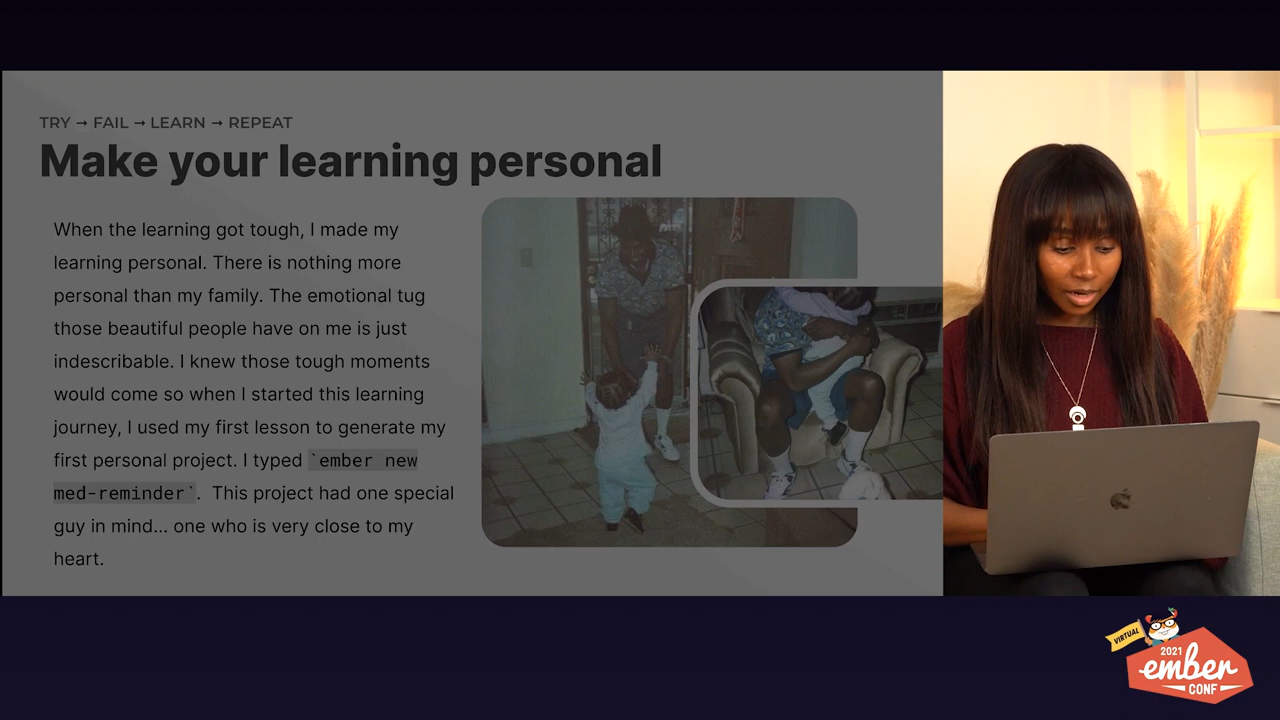 TRY → FAIL → LEARN → REPEAT
Make your learning personal
When the learning got tough, I made my
learning personal. There is nothing more
personal than my family. The emotional tug
those beautiful people have on me is just
indescribable. I knew those tough moments
would come so when I started this learning
journey, I used my first lesson to generate my
first personal project. I typed `ember new
med-reminder`. This project had one special
guy in mind... one who is very close to my
heart.
VIRTUAL
2021
ember
CONF